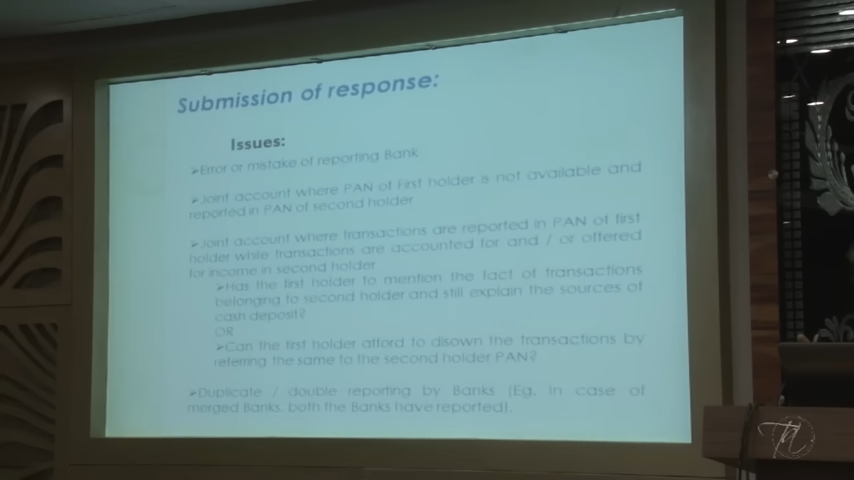 Submission of response:
Issues:
➢Error or mistake of reporting Bank
➢Joint account where PAN of First holder is not available and
reported in PAN of second holder
➢Joint account where transactions are reported in PAN of first
holder while transactions are accounted for and / or offered
for income in second holder
➢Has the first holder to mention the fact of transactions
belonging to second holder and still explain the sources of
cash deposit?
OR
➢Can the first holder afford to disown the transactions by
referring the same to the second holder PAN?
➢Duplicate / double reporting by Banks (Eg. In case of
merged Banks, both the Banks have reported).